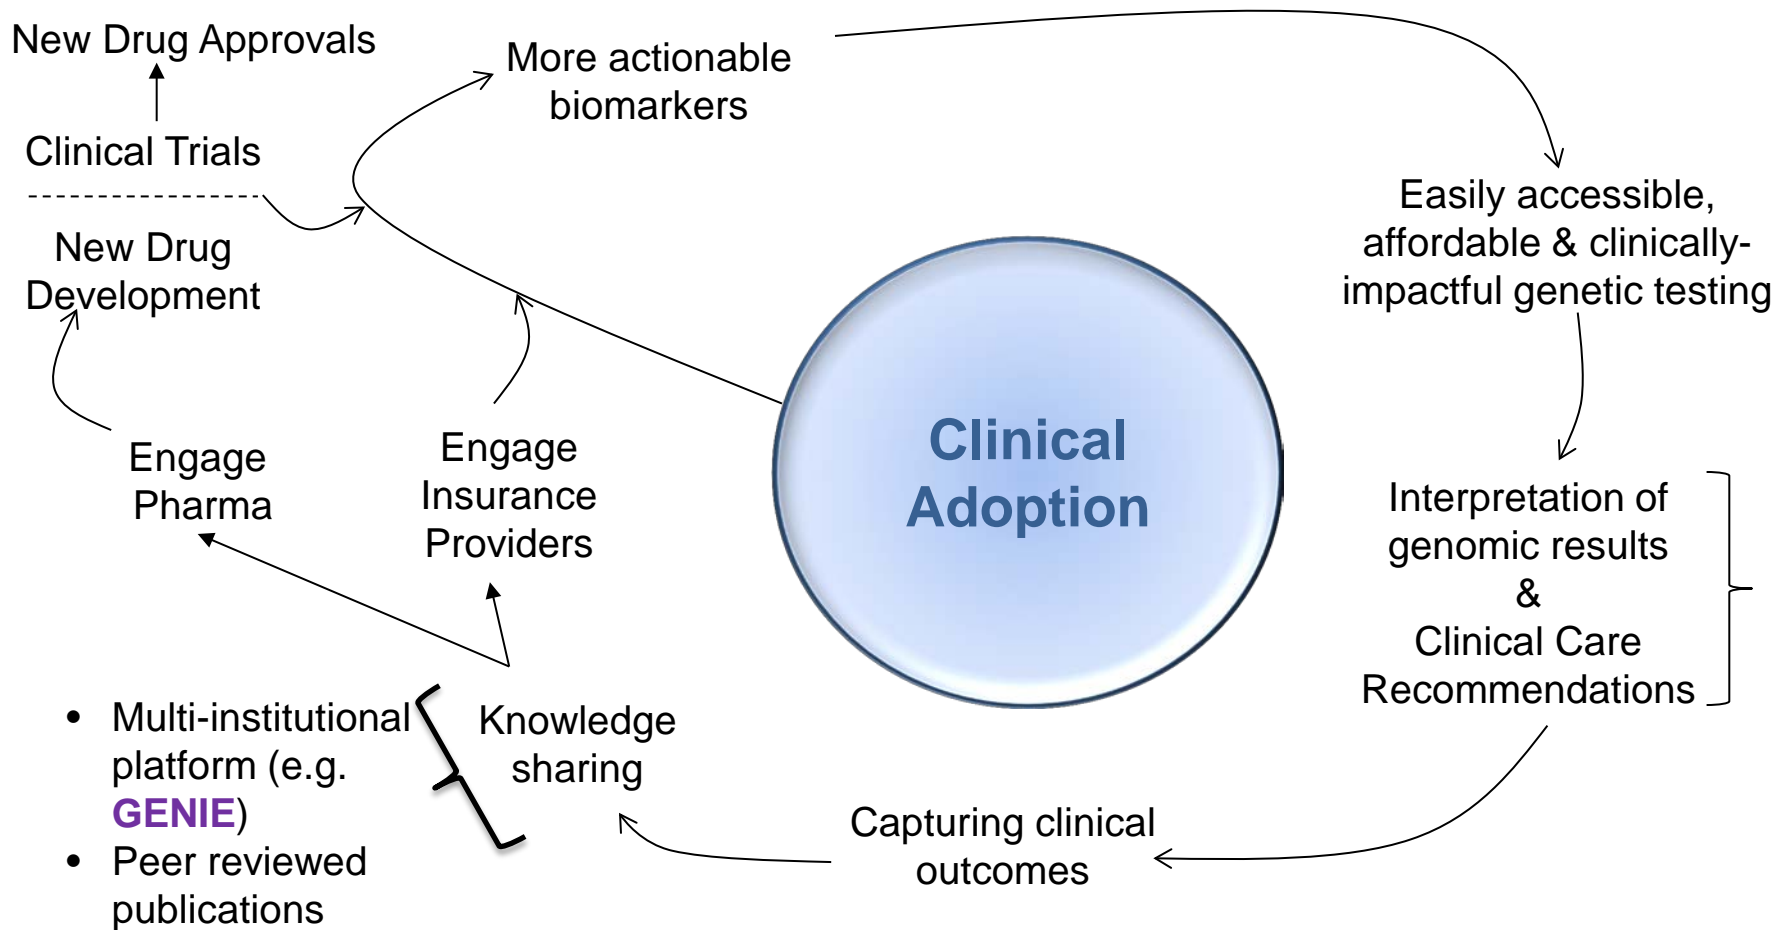 New Drug Approvals
Clinical Trials
New Drug
Development
Engage
Pharma
Engage
Insurance
Providers
More actionable
biomarkers
Easily accessible,
affordable & clinically-
impactful genetic testing
Clinical
Adoption
Interpretation of
genomic results
&
Clinical Care
Recommendations
Capturing clinical
outcomes
Knowledge
sharing
• Multi-institutional
platform (e.g.
GENIE)
• Peer reviewed
publications